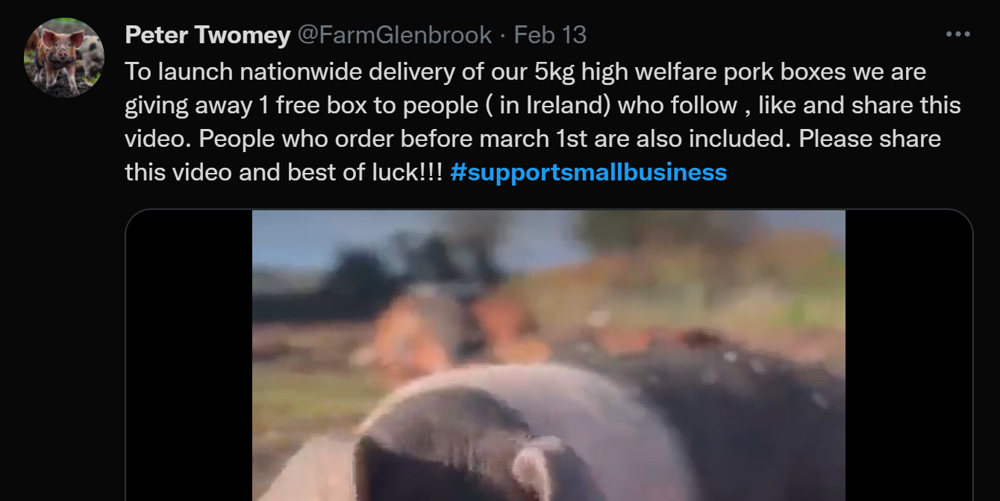 Peter Twomey @FarmGlenbrook · Feb 13
To launch nationwide delivery of our 5kg high welfare pork boxes we are
giving away 1 free box to people ( in Ireland) who follow , like and share this
video. People who order before march 1st are also included. Please share
this video and best of luck!!! #supportsmallbusiness